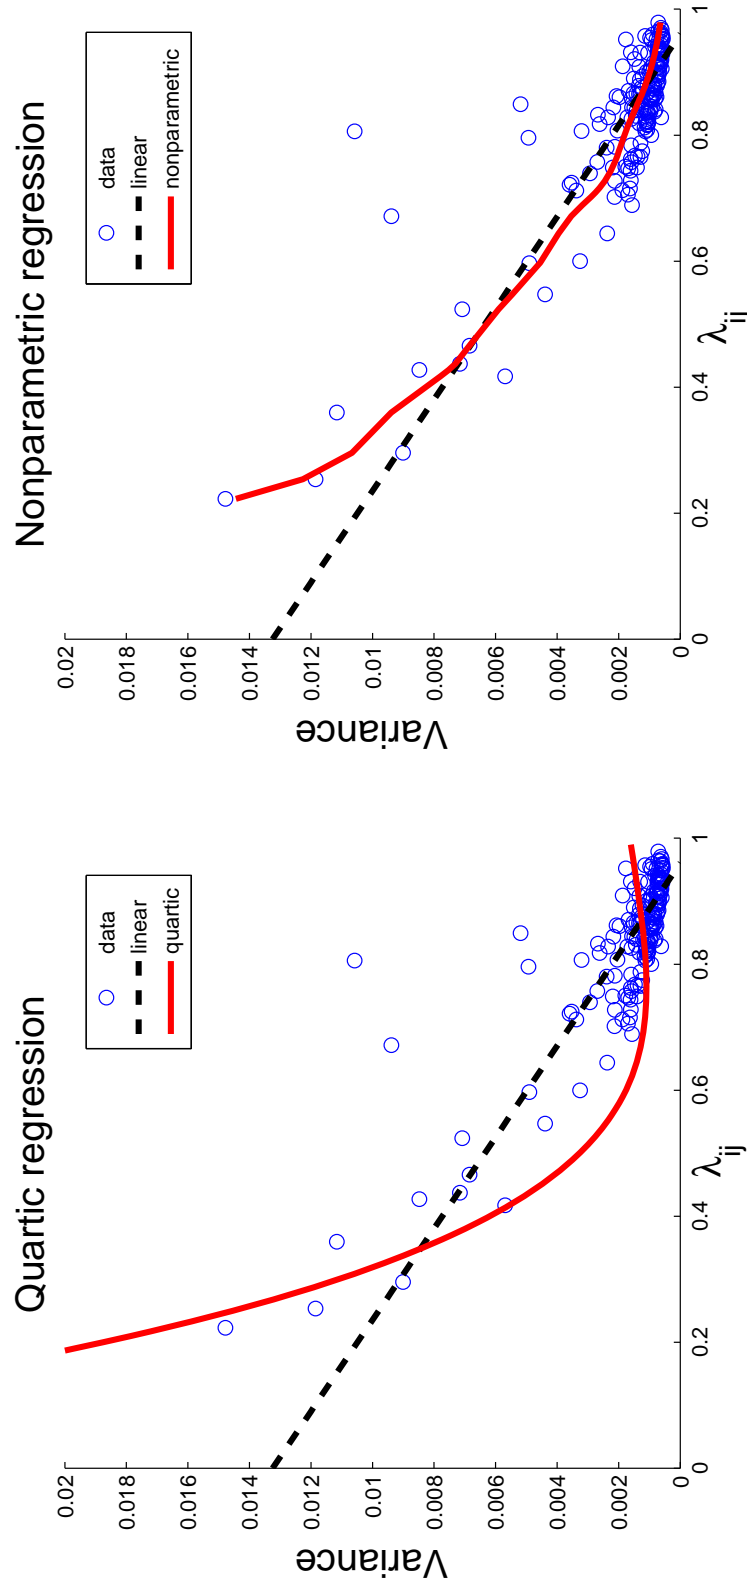 Quartic regression
data
linear
quartic
Variance
0.02
0.018
0.016
0.014
0.012
0.01
0.008
0.006
0.004
0.002
0
0
0.2
0.4
0.6
0.8
1
λij
Nonparametric regression
data
linear
nonparametric
Variance
0.02
0.018
0.016
0.014
0.012
0.01
0.008
0.006
0.004
0.002
0
0
0.2
0.4
0.6
0.8
1
λij